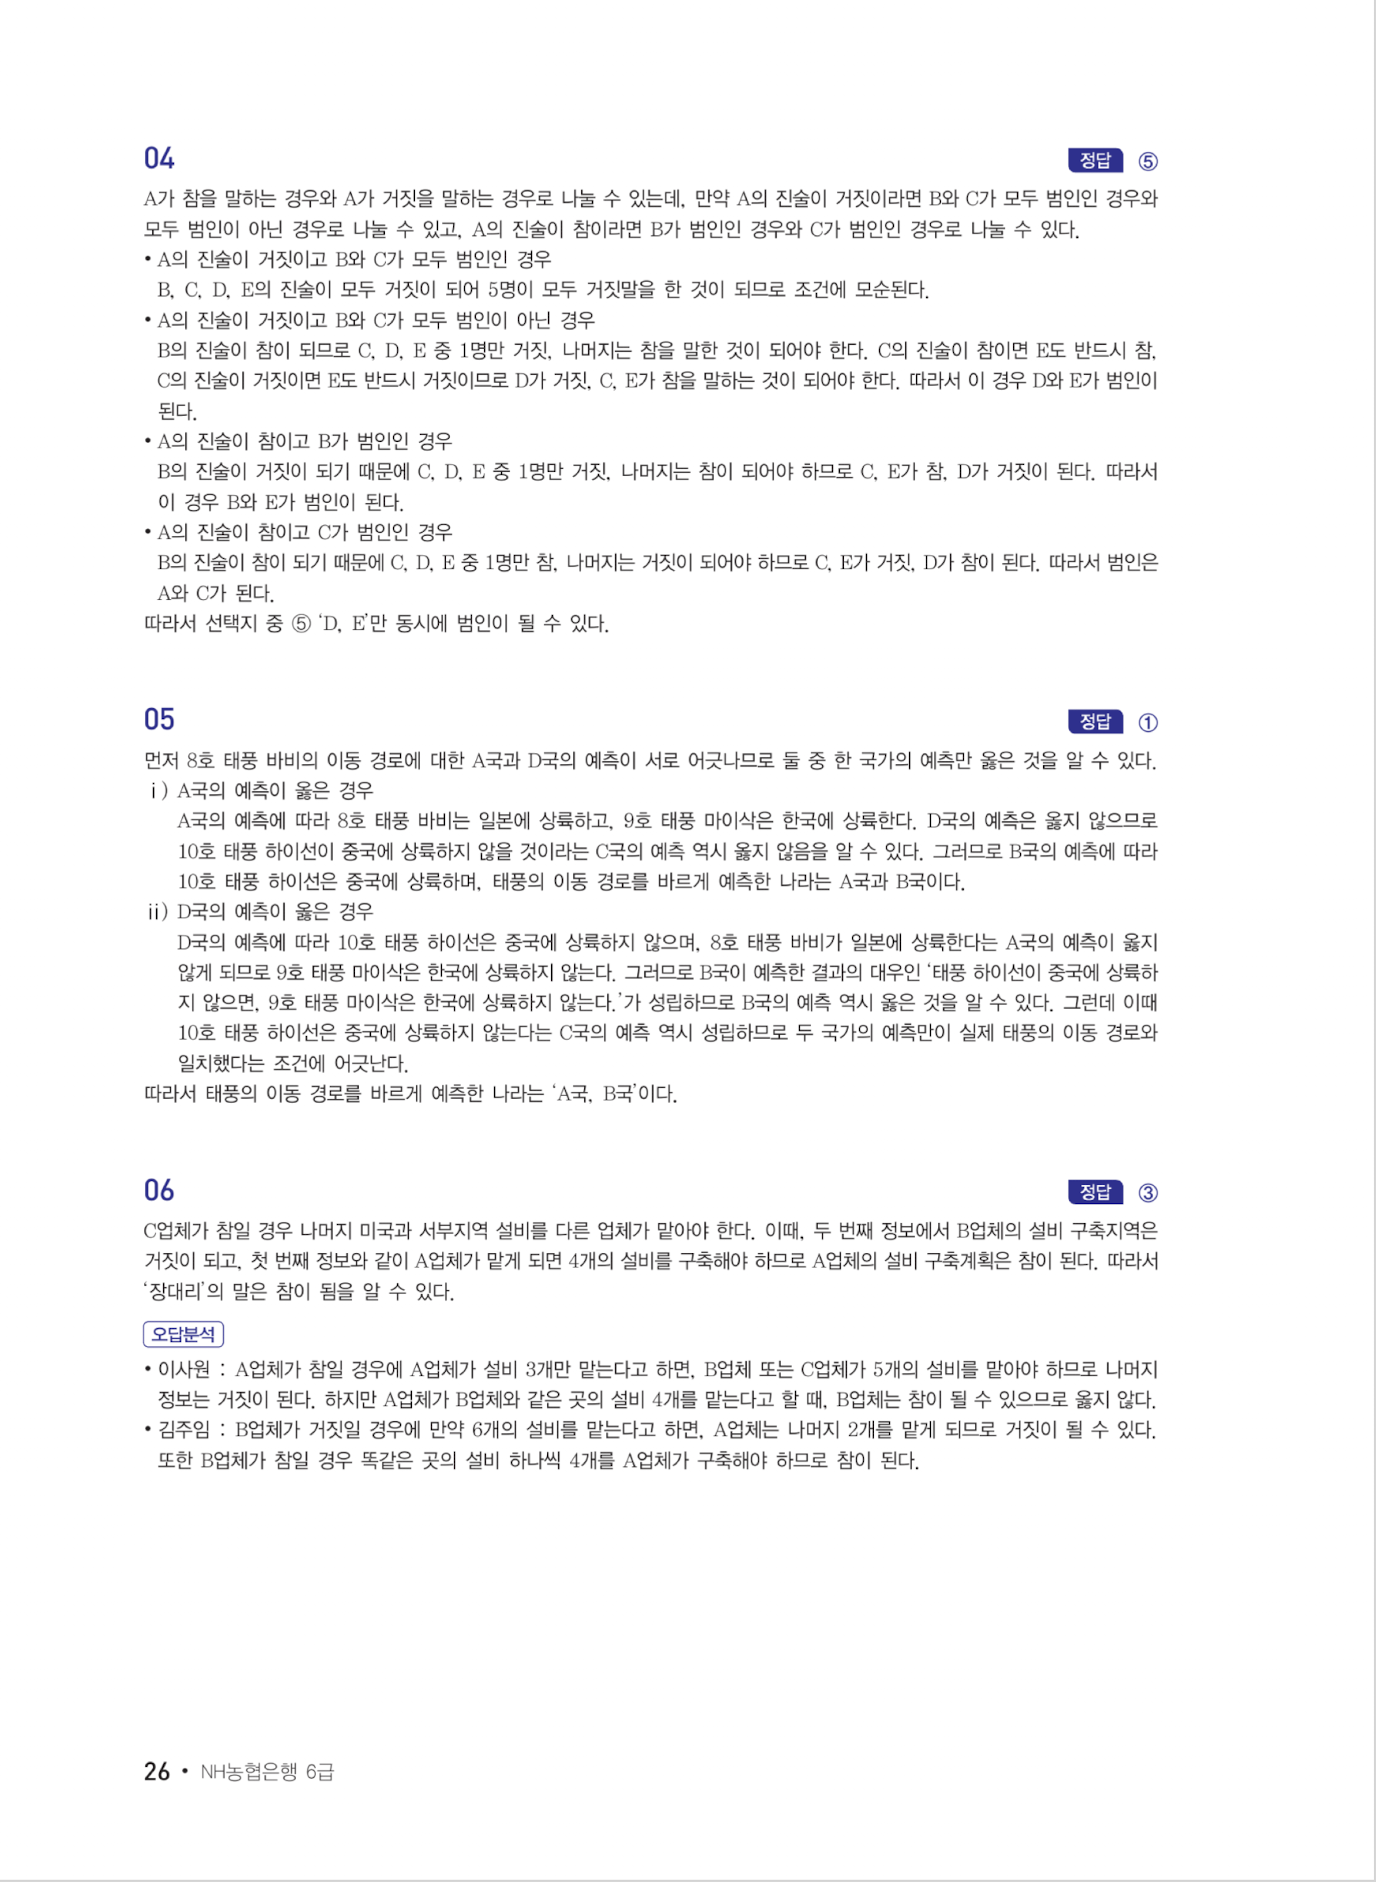 04
정답 ⑤
A가 참을 말하는 경우와 A가 거짓을 말하는 경우로 나눌 수 있는데, 만약 A의 진술이 거짓이라면 B와 C가 모두 범인인 경우와
모두 범인이 아닌 경우로 나눌 수 있고, A의 진술이 참이라면 B가 범인인 경우와 C가 범인인 경우로 나눌 수 있다.
• A의 진술이 거짓이고 B와 C가 모두 범인인 경우
B, C, D, E의 진술이 모두 거짓이 되어 5명이 모두 거짓말을 한 것이 되므로 조건에 모순된다.
• A의 진술이 거짓이고 B와 C가 모두 범인이 아닌 경우
B의 진술이 참이 되므로 C, D, E 중 1명만 거짓, 나머지는 참을 말한 것이 되어야 한다. C의 진술이 참이면 E도 반드시 참,
C의 진술이 거짓이면 E도 반드시 거짓이므로 D가 거짓, C, E가 참을 말하는 것이 되어야 한다. 따라서 이 경우 D와 E가 범인이
된다.
• A의 진술이 참이고 B가 범인인 경우
B의 진술이 거짓이 되기 때문에 C, D, E 중 1명만 거짓, 나머지는 참이 되어야 하므로 C, E가 참, D가 거짓이 된다. 따라서
이 경우 B와 E가 범인이 된다.
• A의 진술이 참이고 C가 범인인 경우
B의 진술이 참이 되기 때문에 C, D, E 중 1명만 참, 나머지는 거짓이 되어야 하므로 C, E가 거짓, D가 참이 된다. 따라서 범인은
A와 C가 된다.
따라서 선택지 중 ⑤ ‘D, E’만 동시에 범인이 될 수 있다.
05
정답 ①
먼저 8호 태풍 바비의 이동 경로에 대한 A국과 D국의 예측이 서로 어긋나므로 둘 중 한 국가의 예측만 옳은 것을 알 수 있다.
ⅰ) A국의 예측이 옳은 경우
A국의 예측에 따라 8호 태풍 바비는 일본에 상륙하고, 9호 태풍 마이삭은 한국에 상륙한다. D국의 예측은 옳지 않으므로
10호 태풍 하이선이 중국에 상륙하지 않을 것이라는 C국의 예측 역시 옳지 않음을 알 수 있다. 그러므로 B국의 예측에 따라
10호 태풍 하이선은 중국에 상륙하며, 태풍의 이동 경로를 바르게 예측한 나라는 A국과 B국이다.
ⅱ) D국의 예측이 옳은 경우
D국의 예측에 따라 10호 태풍 하이선은 중국에 상륙하지 않으며, 8호 태풍 바비가 일본에 상륙한다는 A국의 예측이 옳지
않게 되므로 9호 태풍 마이삭은 한국에 상륙하지 않는다. 그러므로 B국이 예측한 결과의 대우인 ‘태풍 하이선이 중국에 상륙하
지 않으면, 9호 태풍 마이삭은 한국에 상륙하지 않는다.’가 성립하므로 B국의 예측 역시 옳은 것을 알 수 있다. 그런데 이때
10호 태풍 하이선은 중국에 상륙하지 않는다는 C국의 예측 역시 성립하므로 두 국가의 예측만이 실제 태풍의 이동 경로와
일치했다는 조건에 어긋난다.
따라서 태풍의 이동 경로를 바르게 예측한 나라는 ‘A국, B국’이다.
06
정답 ③
C업체가 참일 경우 나머지 미국과 서부지역 설비를 다른 업체가 맡아야 한다. 이때, 두 번째 정보에서 B업체의 설비 구축지역은
거짓이 되고, 첫 번째 정보와 같이 A업체가 맡게 되면 4개의 설비를 구축해야 하므로 A업체의 설비 구축계획은 참이 된다. 따라서
‘장대리’의 말은 참이 됨을 알 수 있다.
오답분석
• 이사원 : A업체가 참일 경우에 A업체가 설비 3개만 맡는다고 하면, B업체 또는 C업체가 5개의 설비를 맡아야 하므로 나머지
정보는 거짓이 된다. 하지만 A업체가 B업체와 같은 곳의 설비 4개를 맡는다고 할 때, B업체는 참이 될 수 있으므로 옳지 않다.
• 김주임 : B업체가 거짓일 경우에 만약 6개의 설비를 맡는다고 하면, A업체는 나머지 2개를 맡게 되므로 거짓이 될 수 있다.
또한 B업체가 참일 경우 똑같은 곳의 설비 하나씩 4개를 A업체가 구축해야 하므로 참이 된다.
26 • NH농협은행 6급